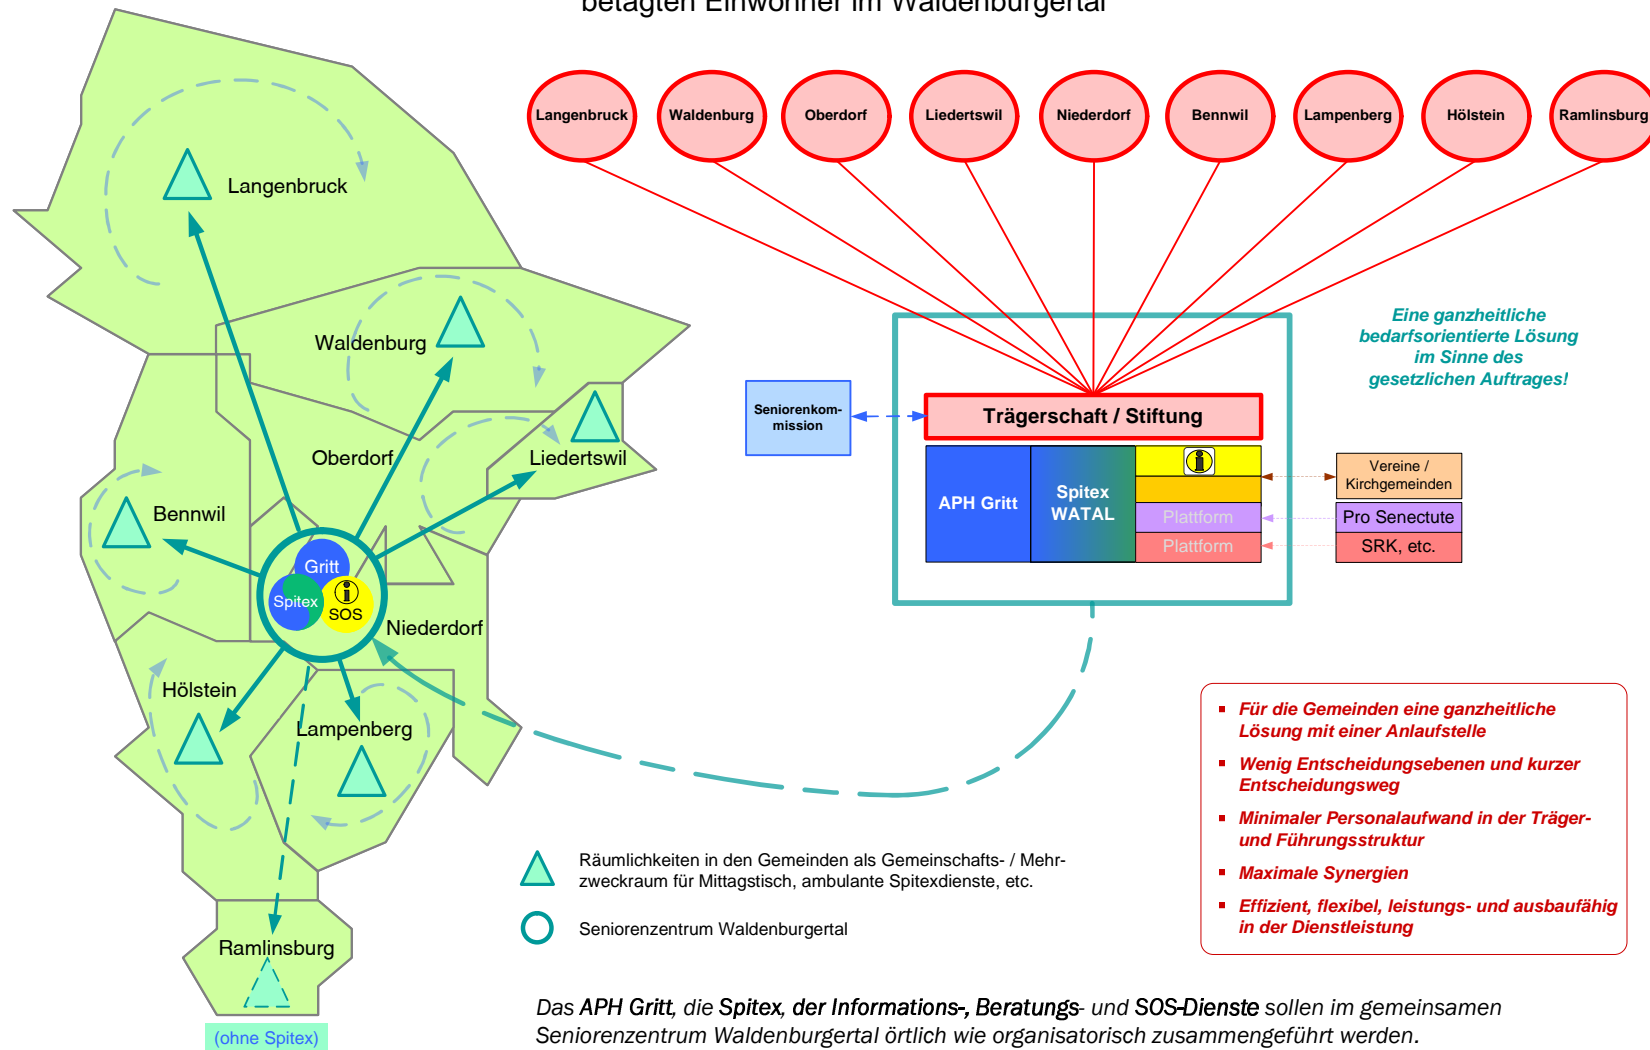 betagten Einwohner im Waldenburgertal
Langenbruck
Waldenburg
Oberdorf
Liedertswil
Niederdorf
Bennwil
Lampenberg
Hölstein
Ramlinsburg
Langenbruck
Waldenburg
Oberdorf
Liedertswil
Bennwil
Gritt
Spitex
i
SOS
Niederdorf
Hölstein
Lampenberg
Ramlinsburg
(ohne Spitex)
Eine ganzheitliche
bedarfsorientierte Lösung
im Sinne des
gesetzlichen Auftrages!
Seniorenkom-
mission
Trägerschaft / Stiftung
APH Gritt
Spitex
WATAL
i
Plattform
Plattform
Vereine /
Kirchgemeinden
Pro Senectute
SRK, etc.
Für die Gemeinden eine ganzheitliche
Lösung mit einer Anlaufstelle
Wenig Entscheidungsebenen und kurzer
Entscheidungsweg
Minimaler Personalaufwand in der Träger-
und Führungsstruktur
Maximale Synergien
Effizient, flexibel, leistungs- und ausbaufähig
in der Dienstleistung
Räumlichkeiten in den Gemeinden als Gemeinschafts- / Mehr-
zweckraum für Mittagstisch, ambulante Spitexdienste, etc.
Seniorenzentrum Waldenburgertal
Das APH Gritt, die Spitex, der Informations-, Beratungs- und SOS-Dienste sollen im gemeinsamen
Seniorenzentrum Waldenburgertal örtlich wie organisatorisch zusammengeführt werden.